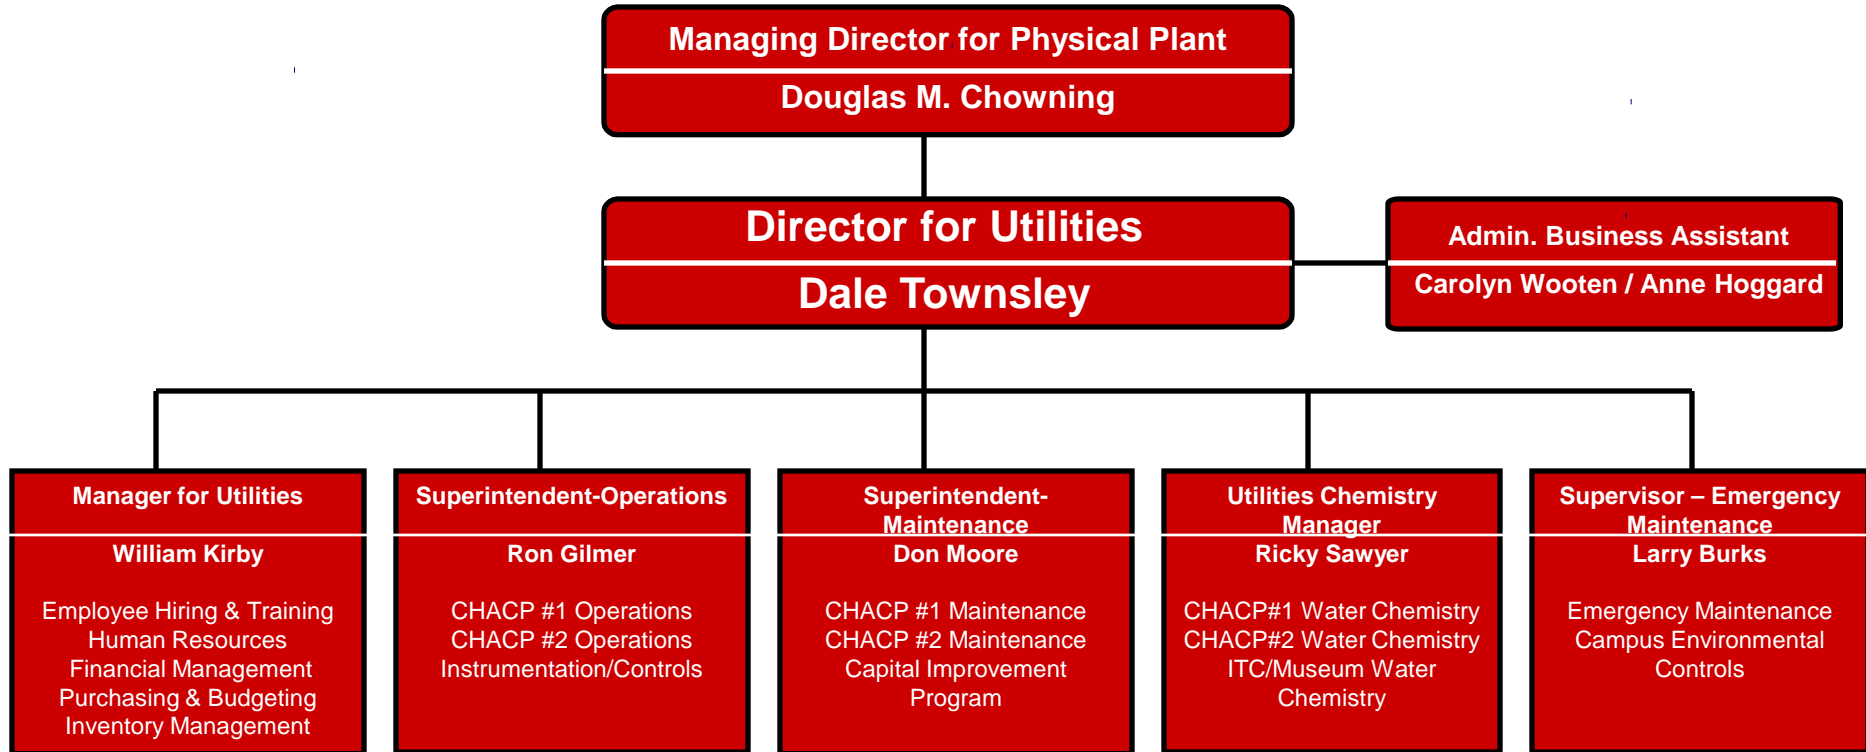 Managing Director for Physical Plant
Douglas M. Chowning
Director for Utilities
Dale Townsley
Admin. Business Assistant
Carolyn Wooten / Anne Hoggard
Manager for Utilities
William Kirby
Employee Hiring & Training
Human Resources
Financial Management
Purchasing & Budgeting
Inventory Management
Superintendent-Operations
Ron Gilmer
CHACP #1 Operations
CHACP #2 Operations
Instrumentation/Controls
Superintendent-
Maintenance
Don Moore
CHACP #1 Maintenance
CHACP #2 Maintenance
Capital Improvement
Program
Utilities Chemistry
Manager
Ricky Sawyer
CHACP#1 Water Chemistry
CHACP#2 Water Chemistry
ITC/Museum Water
Chemistry
Supervisor – Emergency
Maintenance
Larry Burks
Emergency Maintenance
Campus Environmental
Controls